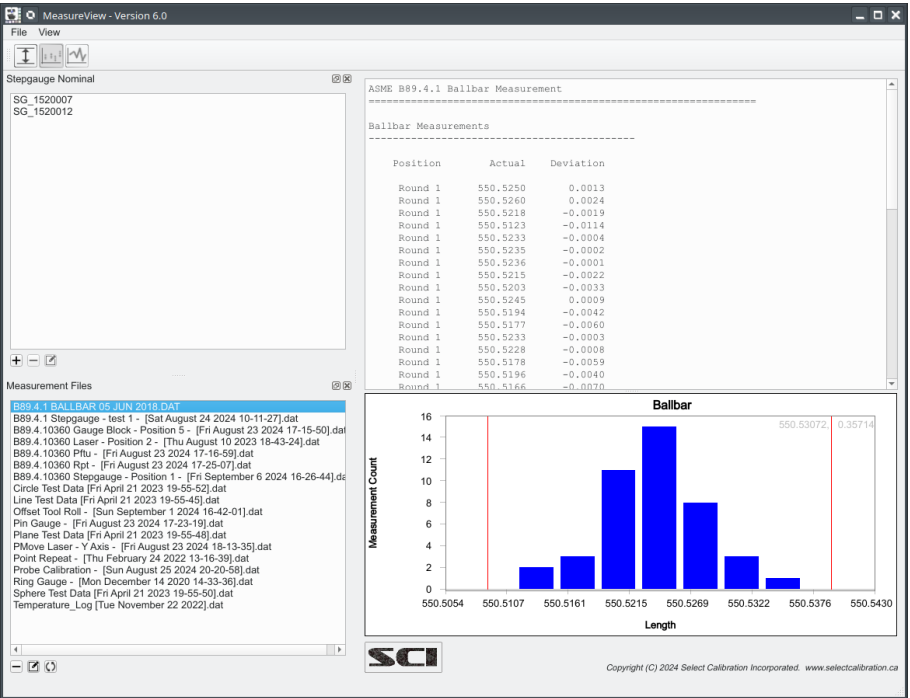 MeasureView - Version 6.0
File View
Stepgauge Nominal
SG_1520007
SG_1520012
Measurement Files
B89.4.1 BALLBAR 05 JUN 2018.DAT
B89.4.1 Stepgauge - test 1 - [Sat August 24 2024 10-11-27].dat
B89.4.10360 Gauge Block - Position 5 - [Fri August 23 2024 17-15-50].dat
B89.4.10360 Laser - Position 2 - [Thu August 10 2023 18-43-24].dat
B89.4.10360 Pftu - [Fri August 23 2024 17-16-59].dat
B89.4.10360 Rpt - [Fri August 23 2024 17-25-07].dat
B89.4.10360 Stepgauge - Position 1 - [Fri September 6 2024 16-26-44].da
Circle Test Data [Fri April 21 2023 19-55-52].dat
Line Test Data [Fri April 21 2023 19-55-45].dat
Offset Tool Roll - [Sun September 1 2024 16-42-01].dat
Pin Gauge - [Fri August 23 2024 17-23-19].dat
Plane Test Data [Fri April 21 2023 19-55-48].dat
PMove Laser - Y Axis - [Fri August 23 2024 18-13-35].dat
Point Repeat - [Thu February 24 2022 13-16-39].dat
Probe Calibration - [Sun August 25 2024 20-20-58].dat
Ring Gauge - [Mon December 14 2020 14-33-36].dat
Sphere Test Data [Fri April 21 2023 19-55-50].dat
Temperature_Log [Tue November 22 2022].dat
ASME B89.4.1 Ballbar Measurement
================================================================
Ballbar Measurements
--------------------------------------------
Position Actual Deviation
Round 1 550.5250 0.0013
Round 1 550.5260 0.0024
Round 1 550.5218 -0.0019
Round 1 550.5123 -0.0114
Round 1 550.5233 -0.0004
Round 1 550.5235 -0.0002
Round 1 550.5236 -0.0001
Round 1 550.5215 -0.0022
Round 1 550.5203 -0.0033
Round 1 550.5245 0.0009
Round 1 550.5194 -0.0042
Round 1 550.5177 -0.0060
Round 1 550.5233 -0.0003
Round 1 550.5228 -0.0008
Round 1 550.5178 -0.0059
Round 1 550.5196 -0.0040
Round 1 550.5166 -0.0070
Ballbar
550.53072, 0.35714
Measurement Count
16
14
12
10
8
6
4
2
0
550.5054 550.5107 550.5161 550.5215 550.5269 550.5322 550.5376 550.5430
Length
SCI
Copyright (C) 2024 Select Calibration Incorporated. www.selectcalibration.ca